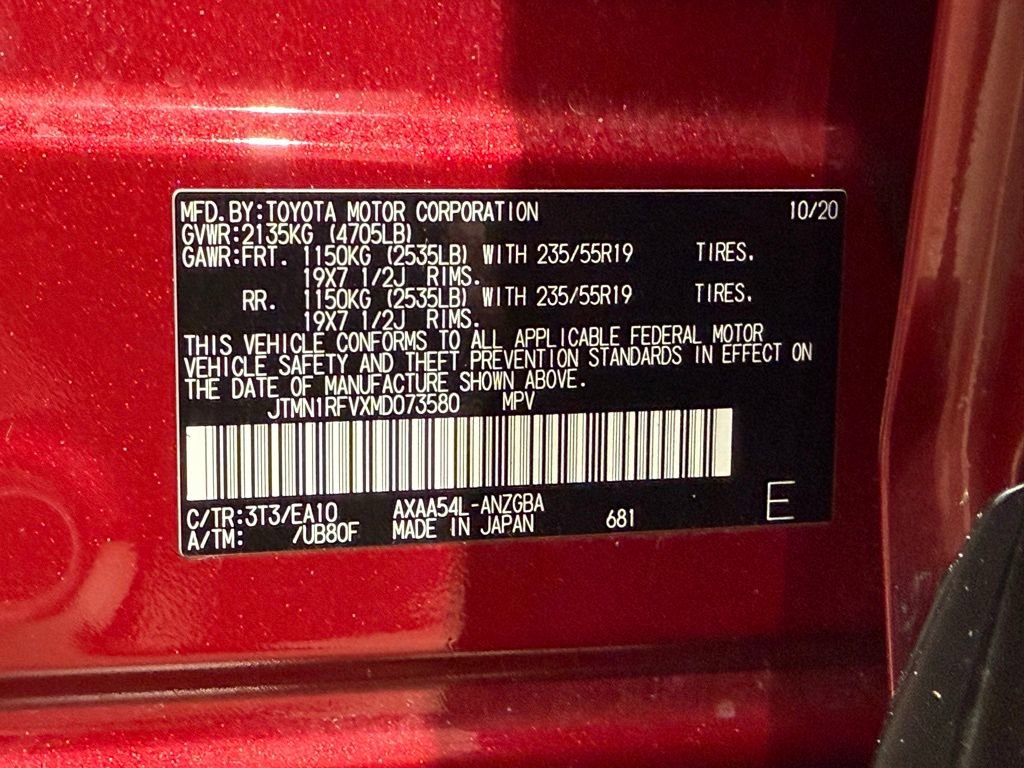 MFD.BY:TOYOTA MOTOR CORPORATION 10/20
GVWR:2135KG (4705LB)
GAWR:FRT. 1150KG (2535LB) WITH 235/55R19 TIRES.
19X7 1/2J RIMS.
RR. 1150KG (2535LB) WITH 235/55R19 TIRES.
19X7 1/2J RIMS.
THIS VEHICLE CONFORMS TO ALL APPLICABLE FEDERAL MOTOR
VEHICLE SAFETY AND THEFT PREVENTION STANDARDS IN EFFECT ON
THE DATE OF MANUFACTURE SHOWN ABOVE.
JTMN1RFVXMD073580 MPV
C/TR:3T3/EA10 AXAA54L-ANZGBA
A/TM: /UB80F MADE IN JAPAN 681 E